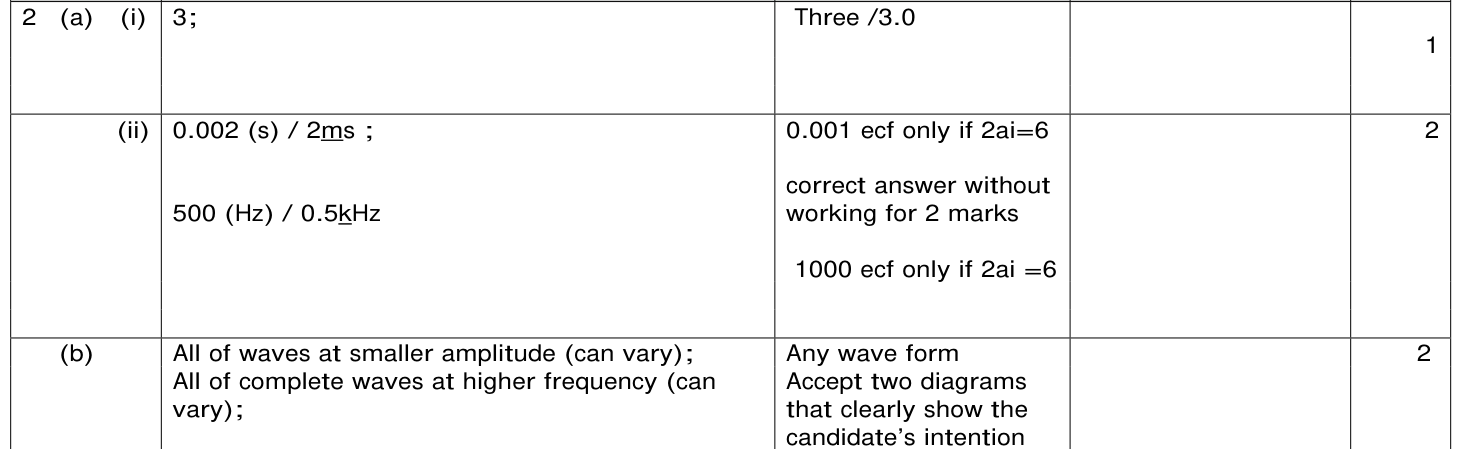 2 (a) (i) 3; Three /3.0
1
(ii) 0.002 (s) / 2ms ; 0.001 ecf only if 2ai=6 2
correct answer without
500 (Hz) / 0.5kHz working for 2 marks
1000 ecf only if 2ai =6
(b) All of waves at smaller amplitude (can vary); Any wave form 2
All of complete waves at higher frequency (can Accept two diagrams
vary); that clearly show the
candidate's intention